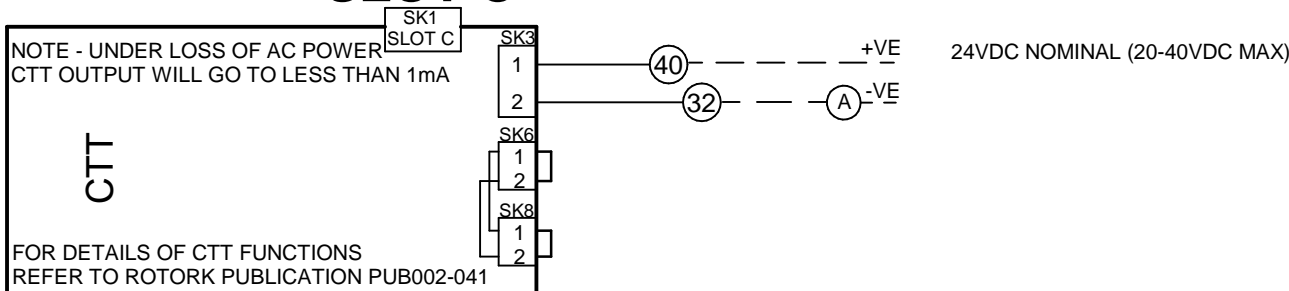 SK1
SLOT C
NOTE - UNDER LOSS OF AC POWER
CTT OUTPUT WILL GO TO LESS THAN 1mA
SK3
1
2
40
+VE
24VDC NOMINAL (20-40VDC MAX)
32
A
-VE
CTT
SK6
1
2
SK8
1
2
FOR DETAILS OF CTT FUNCTIONS
REFER TO ROTORK PUBLICATION PUB002-041